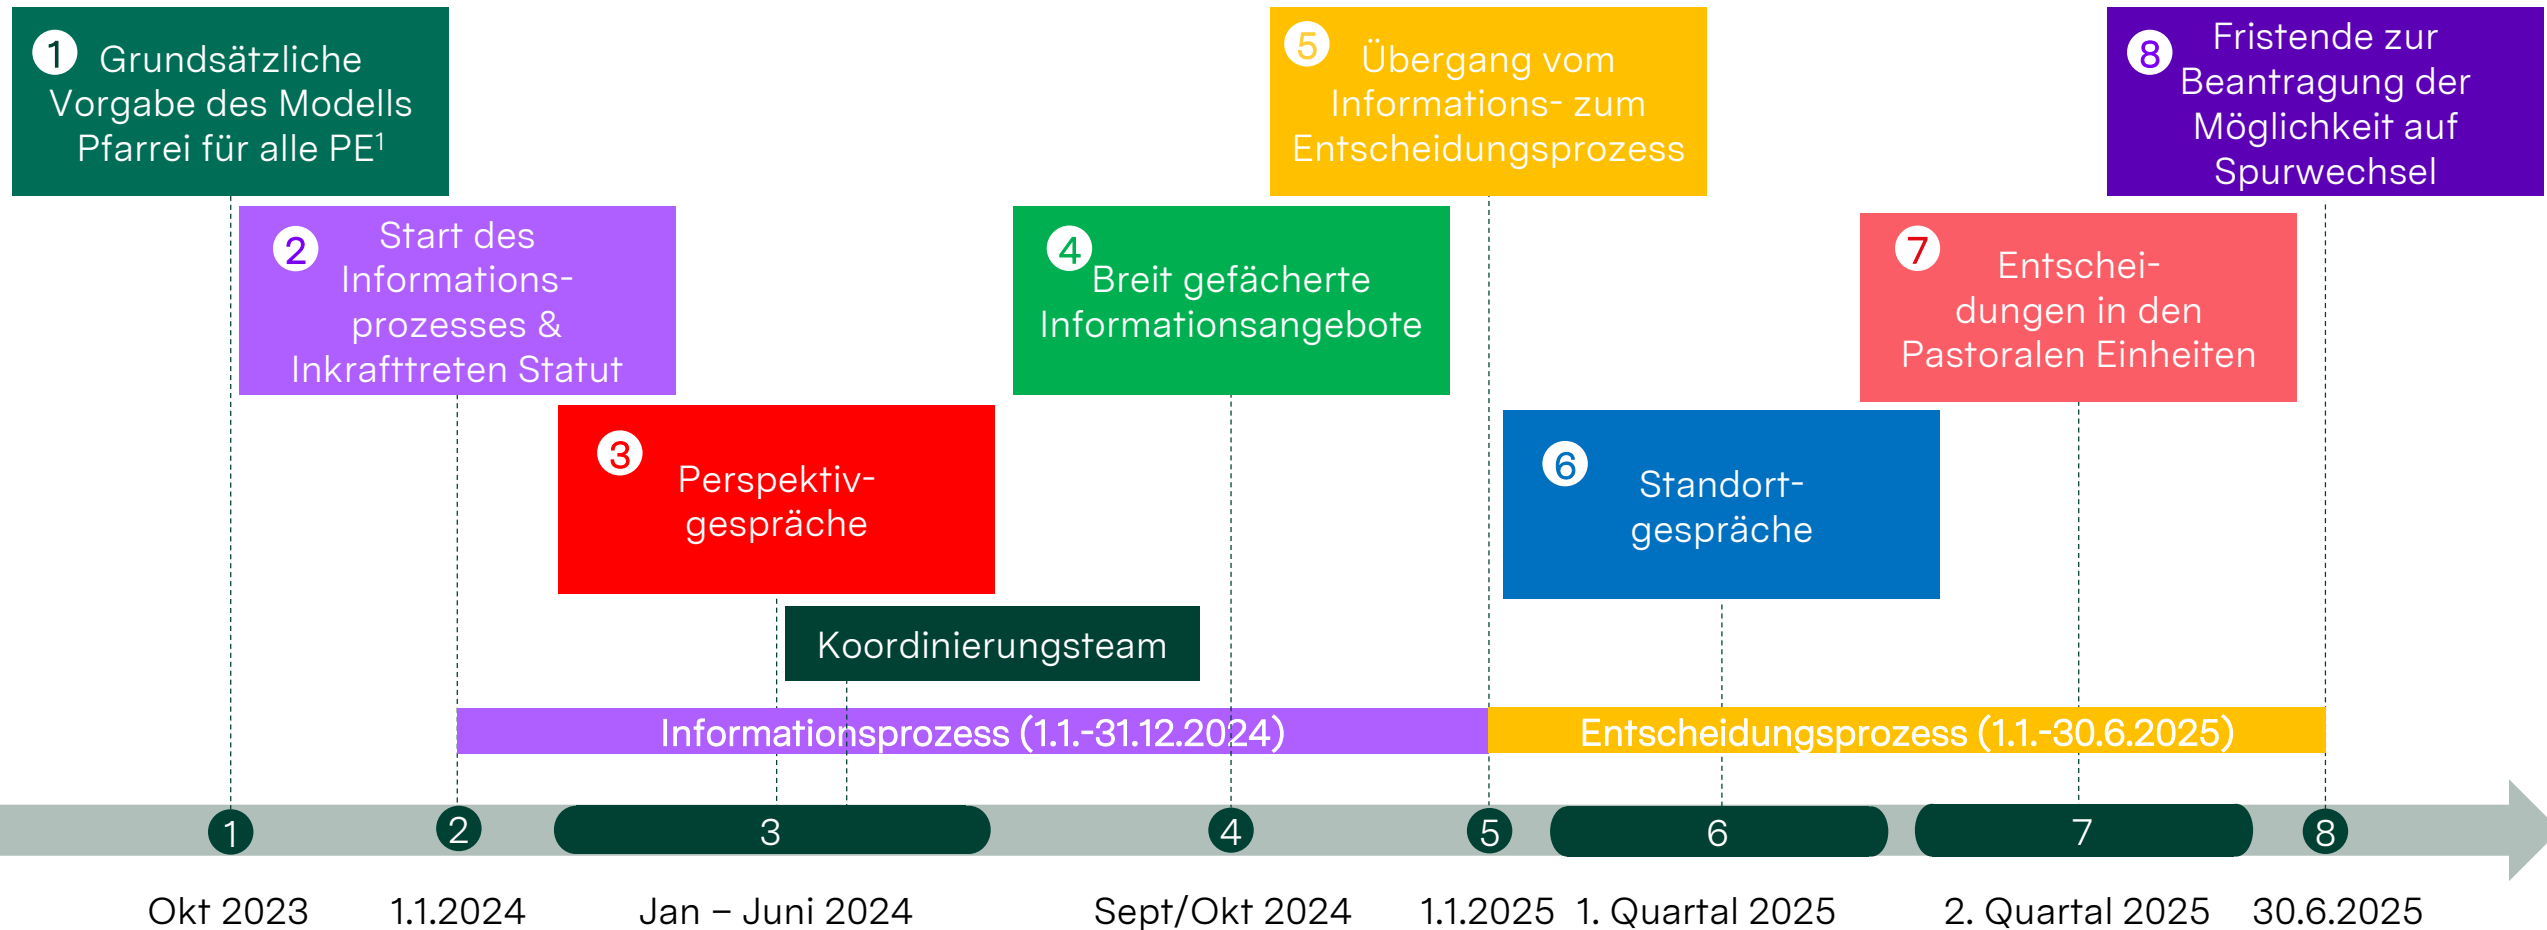 1 Grundsätzliche
Vorgabe des Modells
Pfarrei für alle PE¹
2 Start des
Informations-
prozesses &
Inkrafttreten Statut
3 Perspektiv-
gespräche
Koordinierungsteam
4 Breit gefächerte
Informationsangebote
5 Übergang vom
Informations- zum
Entscheidungsprozess
6 Standort-
gespräche
7 Entschei-
dungen in den
Pastoralen Einheiten
8 Fristende zur
Beantragung der
Möglichkeit auf
Spurwechsel
Informationsprozess (1.1.-31.12.2024)
Entscheidungsprozess (1.1.-30.6.2025)
1 2 3 4 5 6 7 8
Okt 2023 1.1.2024 Jan – Juni 2024 Sept/Okt 2024 1.1.2025 1. Quartal 2025 2. Quartal 2025 30.6.2025